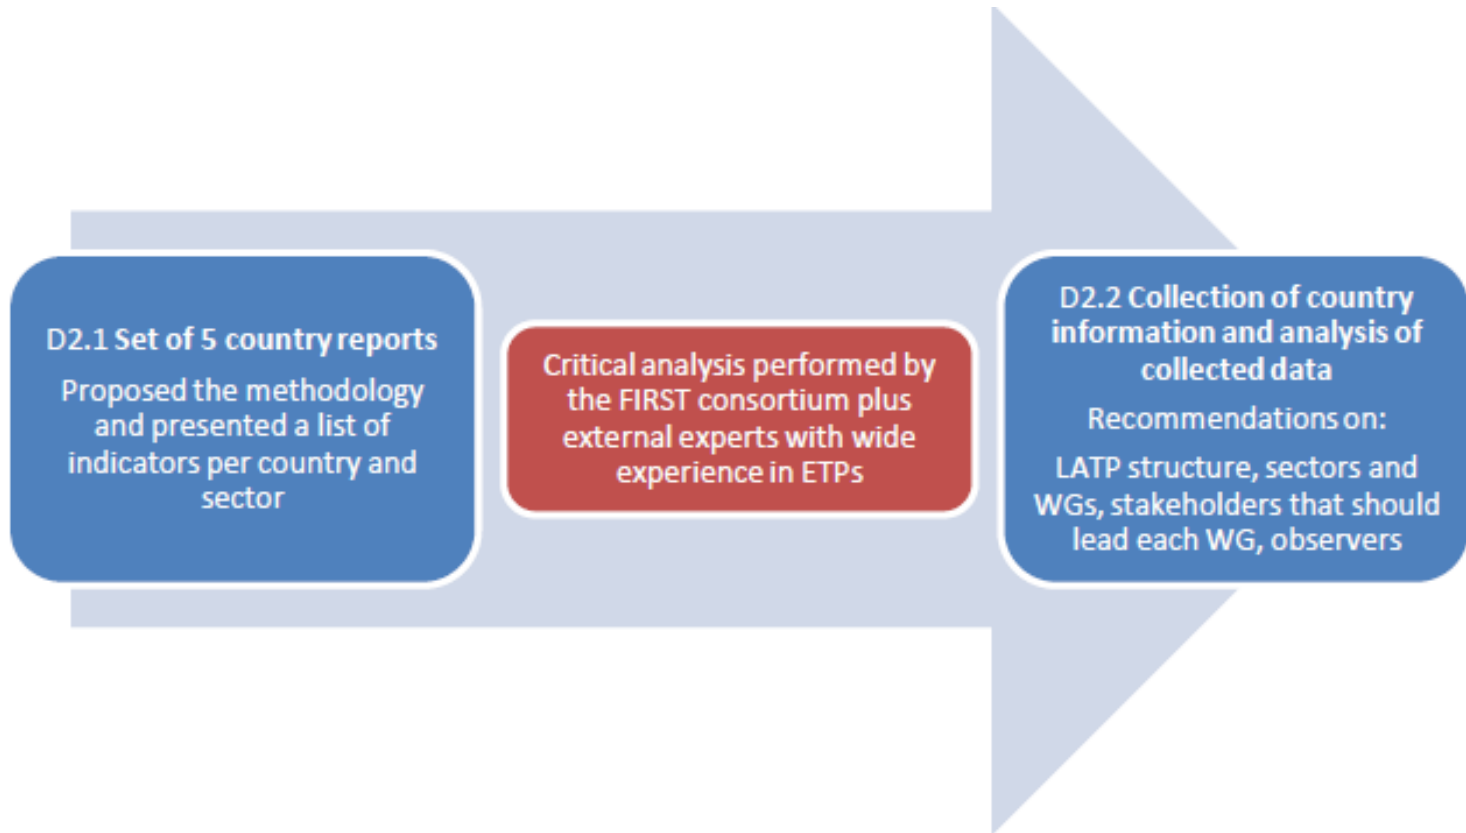 D2.1 Set of 5 country reports
Proposed the methodology
and presented a list of
indicators per country and
sector
Critical analysis performed by
the FIRST consortium plus
external experts with wide
experience in ETPs
D2.2 Collection of country
information and analysis of
collected data
Recommendations on:
LATP structure, sectors and
WGs, stakeholders that should
lead each WG, observers